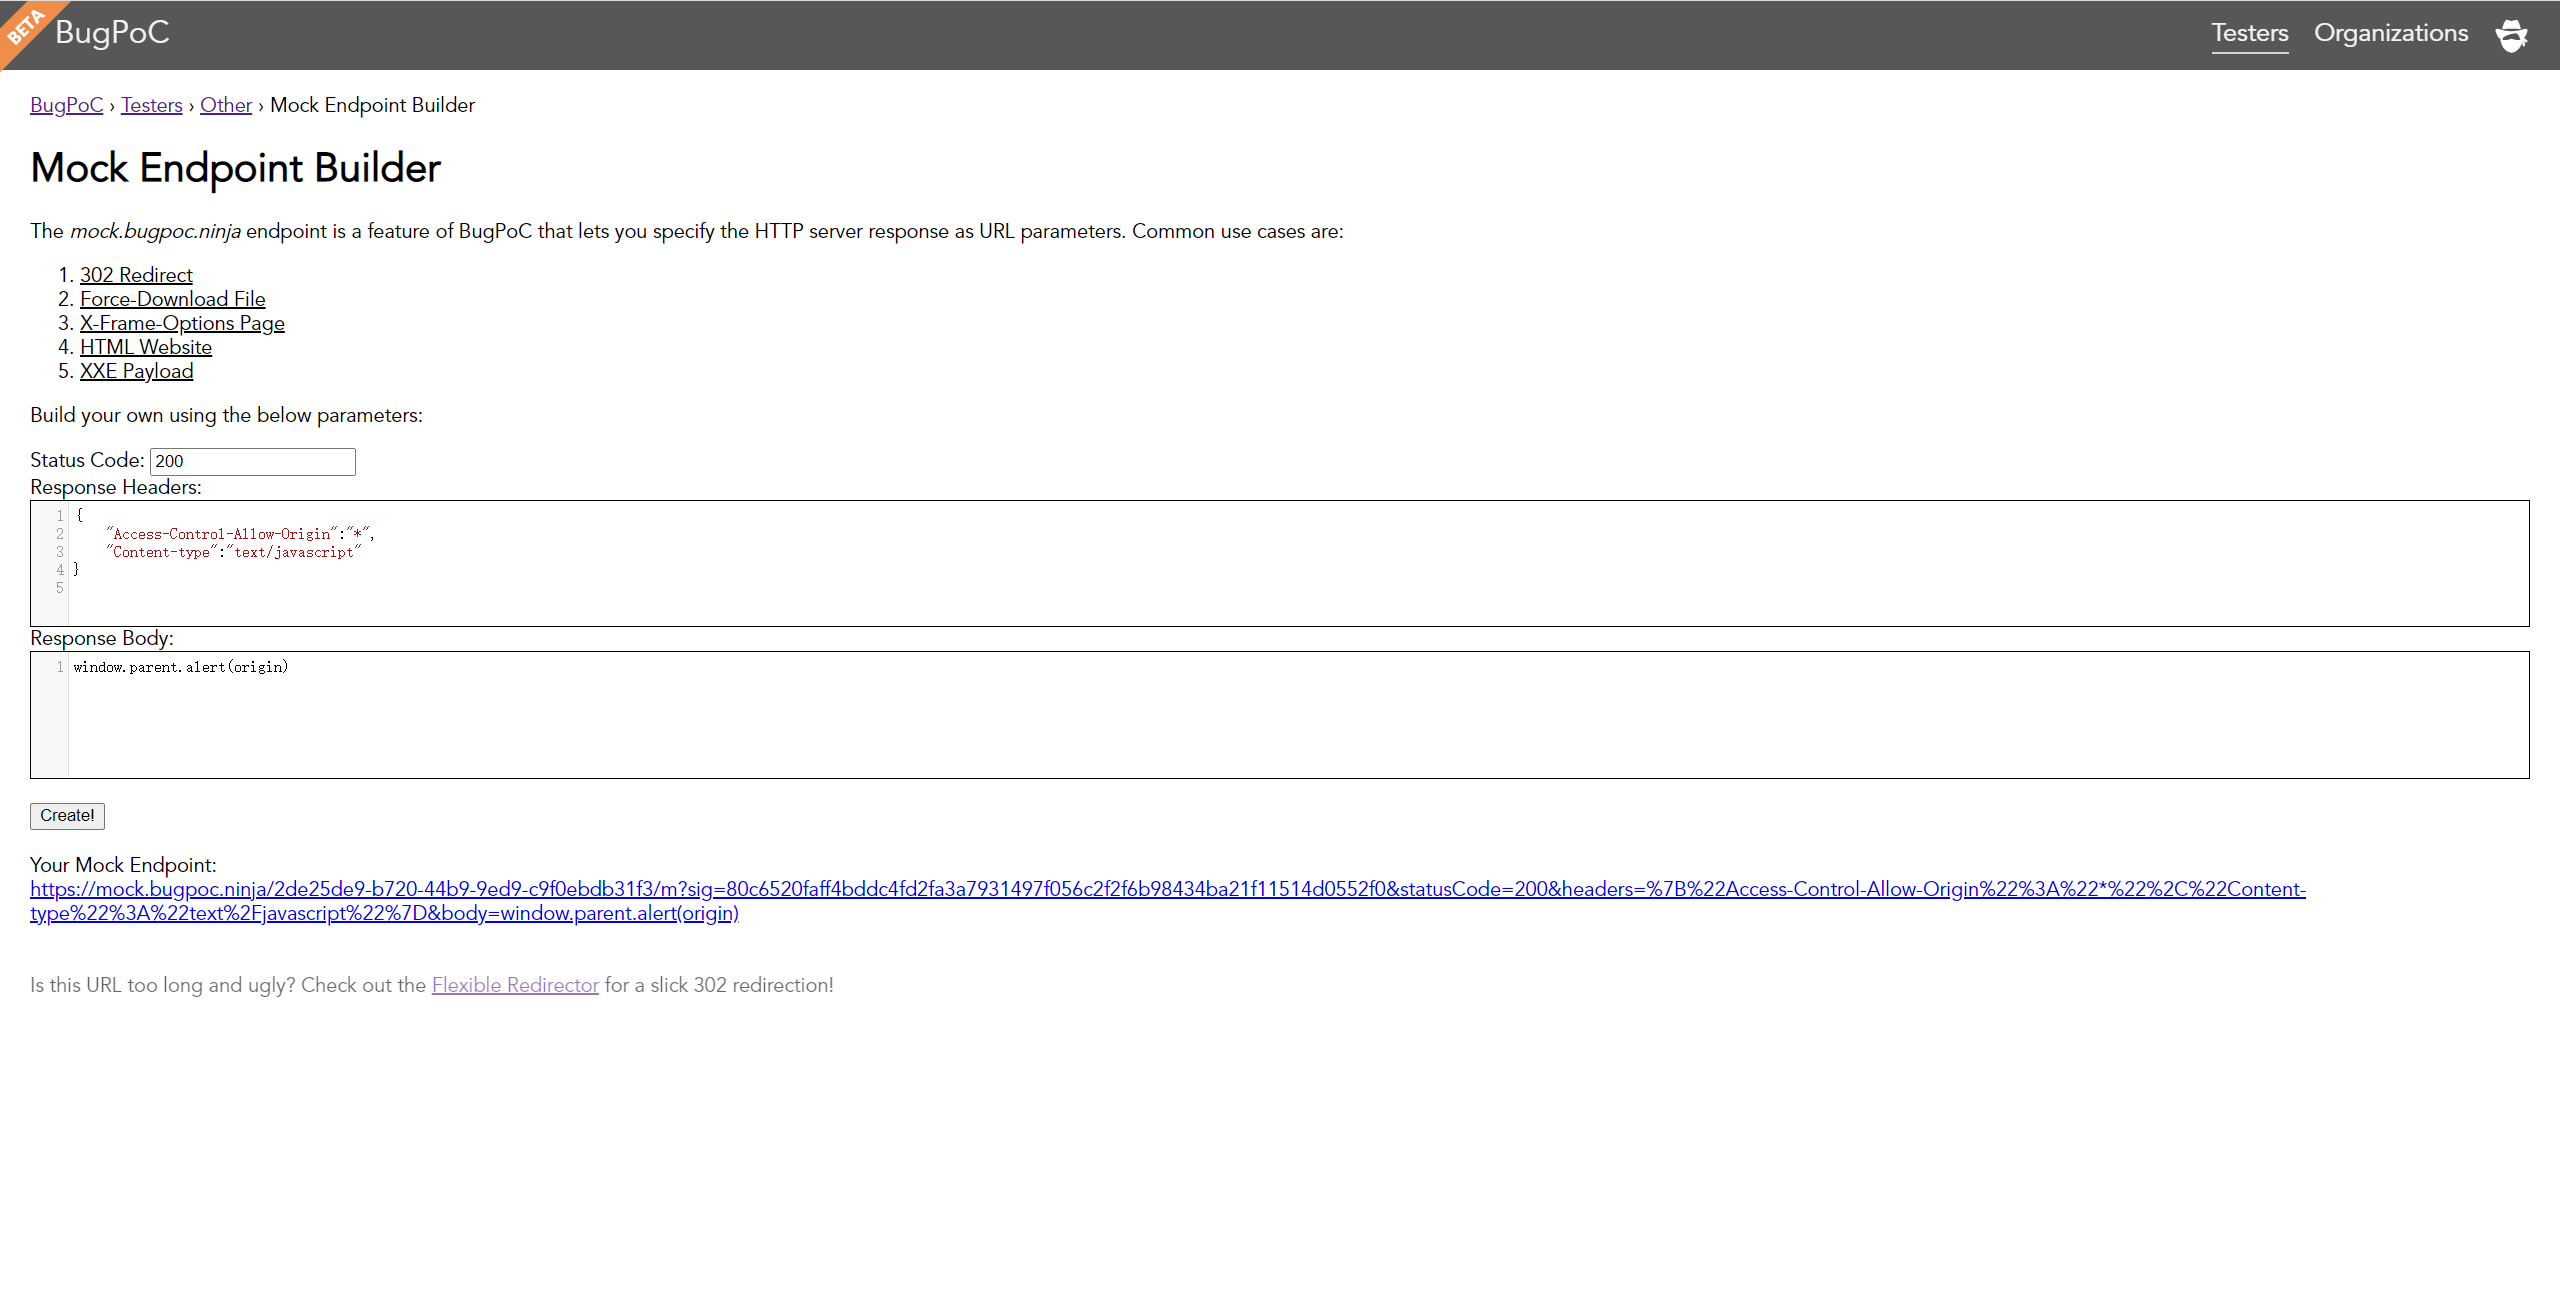 BETA
BugPoC
Testers Organizations
BugPoC › Testers › Other › Mock Endpoint Builder
Mock Endpoint Builder
The mock.bugpoc.ninja endpoint is a feature of BugPoC that lets you specify the HTTP server response as URL parameters. Common use cases are:
1. 302 Redirect
2. Force-Download File
3. X-Frame-Options Page
4. HTML Website
5. XXE Payload
Build your own using the below parameters:
Status Code: 200
Response Headers:
1 {
2 "Access-Control-Allow-Origin":"*",
3 "Content-type":"text/javascript"
4 }
5
Response Body:
1 window.parent.alert(origin)
Create!
Your Mock Endpoint:
https://mock.bugpoc.ninja/2de25de9-b720-44b9-9ed9-c9f0ebdb31f3/m?sig=80c6520faff4bddc4fd2fa3a7931497f056c2f2f6b98434ba21f11514d0552f0&statusCode=200&headers=%7B%22Access-Control-Allow-Origin%22%3A%22*%22%2C%22Content-
type%22%3A%22text%2Fjavascript%22%7D&body=window.parent.alert(origin)
Is this URL too long and ugly? Check out the Flexible Redirector for a slick 302 redirection!